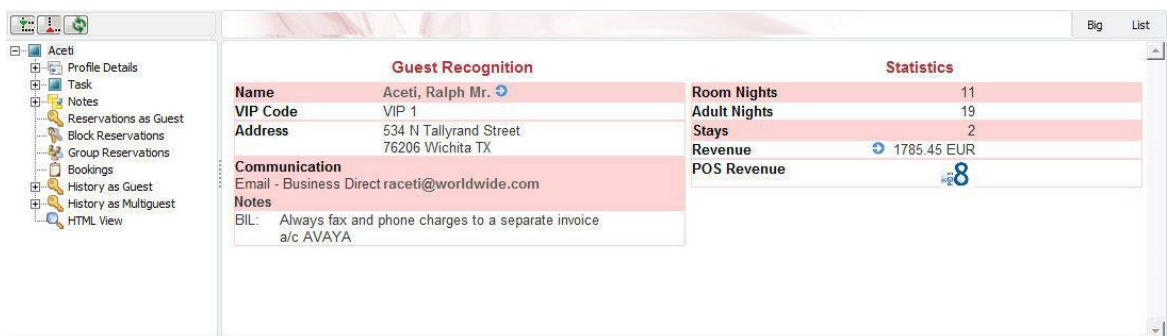 Big List
Aceti
Profile Details
Task
Notes
Reservations as Guest
Block Reservations
Group Reservations
Bookings
History as Guest
History as Multiguest
HTML View
Guest Recognition
Name Aceti, Ralph Mr.
VIP Code VIP 1
Address 534 N Tallyrand Street
76206 Wichita TX
Communication
Email - Business Direct raceti@worldwide.com
Notes
BIL: Always fax and phone charges to a separate invoice
a/c AVAYA
Statistics
Room Nights 11
Adult Nights 19
Stays 2
Revenue 1785.45 EUR
POS Revenue 8